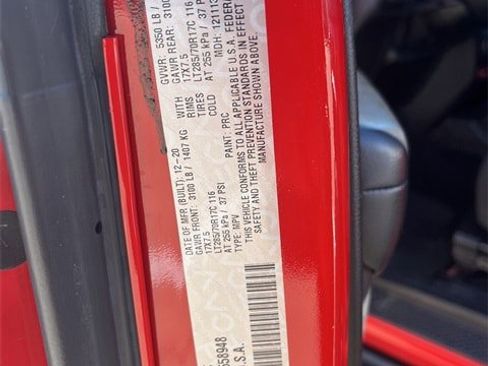 DATE OF MFR (BUILT): 12-20 GVWR: 5350 LB /
GAWR FRONT: 3100 LB / 1407 KG WITH GAWR REAR: 3100
17X7.5 RIMS 17X7.5
LT285/70R17C 116 TIRES LT285/70R17C 116
AT 255 kPa / 37 PSI COLD AT 255 kPa / 37 P
TYPE: MPV PAINT: PRC MDH: 12111
THIS VEHICLE CONFORMS TO ALL APPLICABLE U.S.A. FEDERA
SAFETY AND THEFT PREVENTION STANDARDS IN EFFECT
MANUFACTURE SHOWN ABOVE.
558948
.S.A.